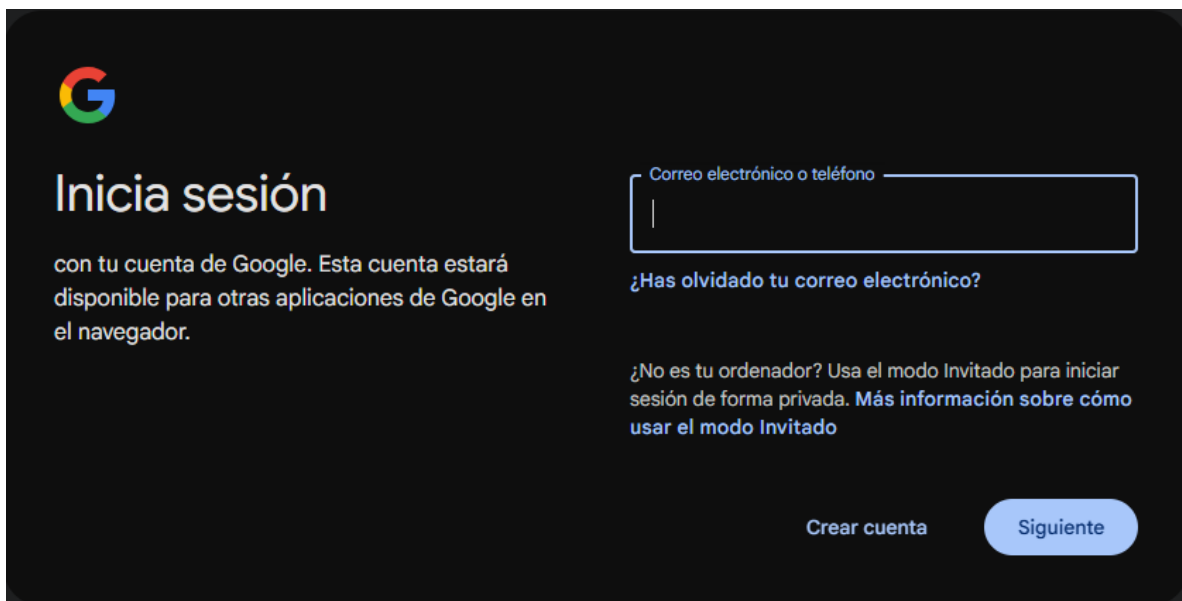 Inicia sesión
con tu cuenta de Google. Esta cuenta estará
disponible para otras aplicaciones de Google en
el navegador.
Correo electrónico o teléfono
¿Has olvidado tu correo electrónico?
¿No es tu ordenador? Usa el modo Invitado para iniciar
sesión de forma privada. Más información sobre cómo
usar el modo Invitado
Crear cuenta
Siguiente